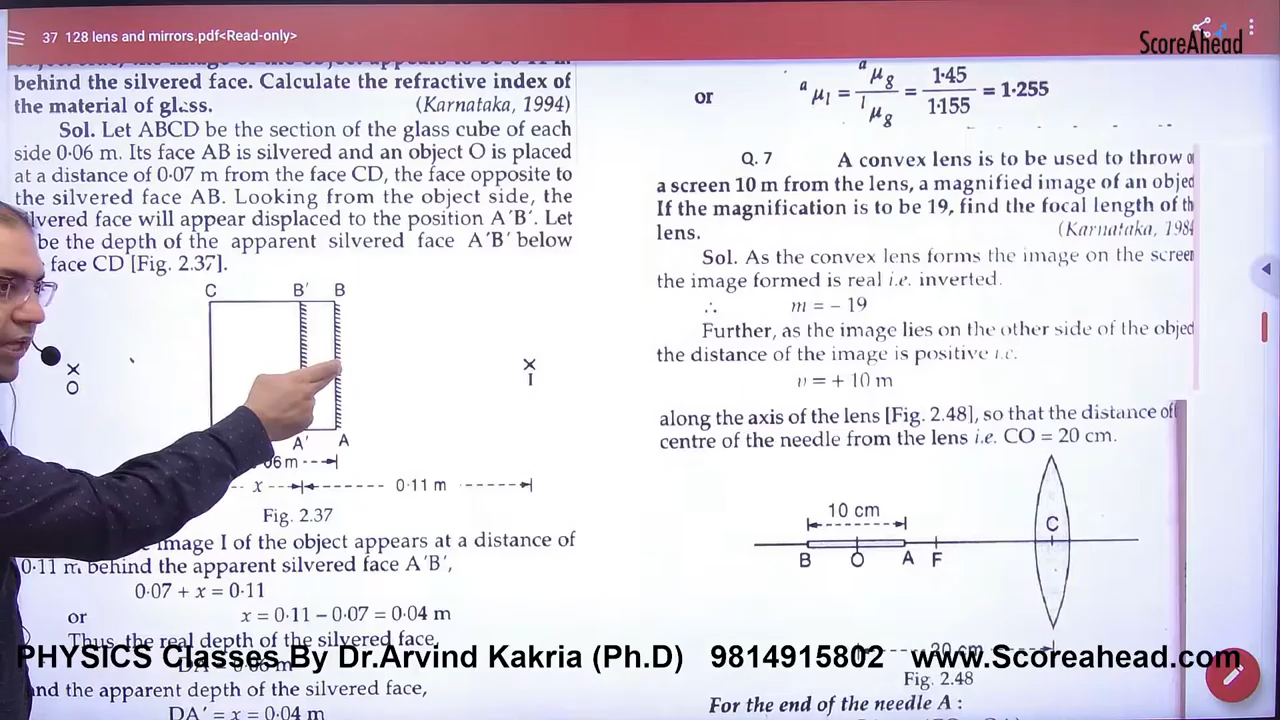 37 128 lens and mirrors.pdf<Read-only>
ScoreAhead
behind the silvered face. Calculate the refractive index of
the material of glass. (Karnataka, 1994)
Sol. Let ABCD be the section of the glass cube of each
side 0·06 m. Its face AB is silvered and an object O is placed
at a distance of 0·07 m from the face CD, the face opposite to
the silvered face AB. Looking from the object side, the
silvered face will appear displaced to the position A'B'. Let
be the depth of the apparent silvered face A'B' below
face CD [Fig. 2.37].
C B' B
X
O
X
I
A' A
06 m
x 0·11 m
Fig. 2.37
image I of the object appears at a distance of
0·11 m behind the apparent silvered face A'B',
0·07 + x = 0·11
or x = 0·11 – 0·07 = 0·04 m
Thus, the real depth of the silvered face,
DA = 0·06 m
and the apparent depth of the silvered face,
DA' = x = 0·04 m
or aμl = aμg / lμg = 1·45 / 1·155 = 1·255
Q. 7 A convex lens is to be used to throw
a screen 10 m from the lens, a magnified image of an objec
If the magnification is to be 19, find the focal length of th
lens. (Karnataka, 198
Sol. As the convex lens forms the image on the screen
the image formed is real i.e. inverted.
∴ m = – 19
Further, as the image lies on the other side of the objec
the distance of the image is positive i.e.
v = + 10 m
along the axis of the lens [Fig. 2.48], so that the distance of
centre of the needle from the lens i.e. CO = 20 cm.
10 cm
C
B O A F
20 cm
Fig. 2.48
For the end of the needle A :
PHYSICS Classes By Dr.Arvind Kakria (Ph.D) 9814915802 www.Scoreahead.com